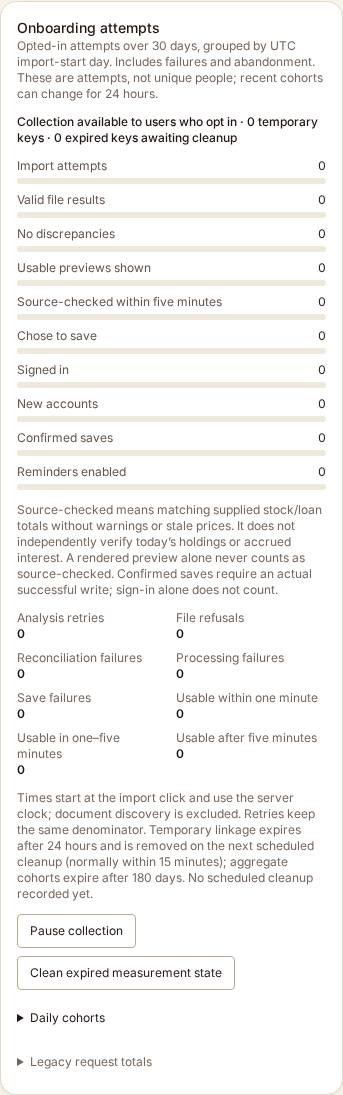 Onboarding attempts
Opted-in attempts over 30 days, grouped by UTC
import-start day. Includes failures and abandonment.
These are attempts, not unique people; recent cohorts
can change for 24 hours.
Collection available to users who opt in · 0 temporary
keys · 0 expired keys awaiting cleanup
Import attempts 0
Valid file results 0
No discrepancies 0
Usable previews shown 0
Source-checked within five minutes 0
Chose to save 0
Signed in 0
New accounts 0
Confirmed saves 0
Reminders enabled 0
Source-checked means matching supplied stock/loan
totals without warnings or stale prices. It does not
independently verify today's holdings or accrued
interest. A rendered preview alone never counts as
source-checked. Confirmed saves require an actual
successful write; sign-in alone does not count.
Analysis retries
0
File refusals
0
Reconciliation failures
0
Processing failures
0
Save failures
0
Usable within one minute
0
Usable in one–five
minutes
0
Usable after five minutes
0
Times start at the import click and use the server
clock; document discovery is excluded. Retries keep
the same denominator. Temporary linkage expires
after 24 hours and is removed on the next scheduled
cleanup (normally within 15 minutes); aggregate
cohorts expire after 180 days. No scheduled cleanup
recorded yet.
Pause collection
Clean expired measurement state
Daily cohorts
Legacy request totals